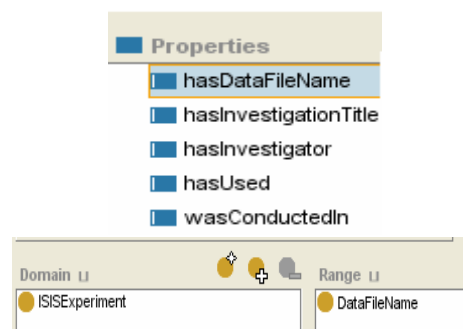 Properties
hasDataFileName
hasInvestigationTitle
hasInvestigator
hasUsed
wasConductedIn
Domain ⊔ Range ⊔
ISISExperiment DataFileName